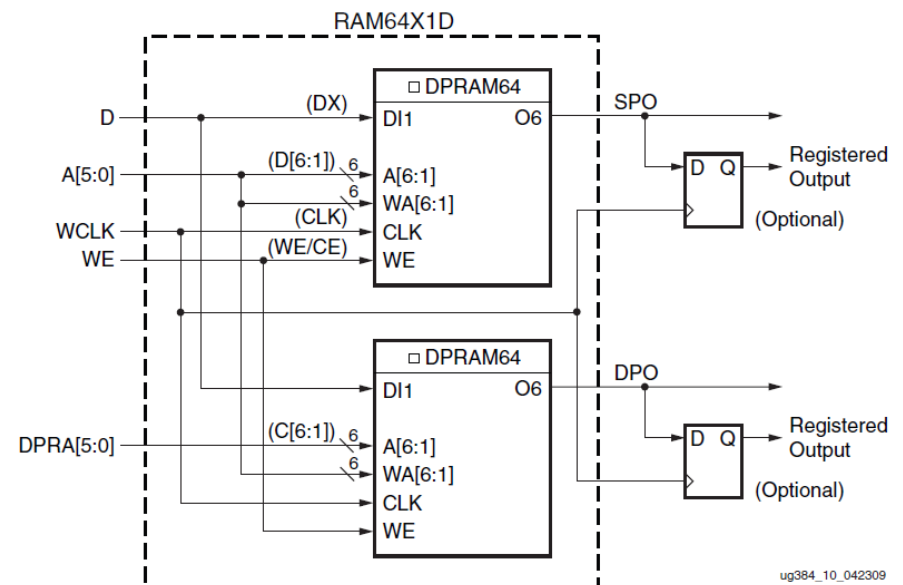 RAM64X1D
□ DPRAM64
D
(DX)
DI1
O6
SPO
A[5:0]
(D[6:1])
6
A[6:1]
6
WA[6:1]
D Q
Registered
Output
(Optional)
WCLK
(CLK)
CLK
WE
(WE/CE)
WE
□ DPRAM64
DI1
O6
DPO
DPRA[5:0]
(C[6:1])
6
A[6:1]
6
WA[6:1]
D Q
Registered
Output
(Optional)
CLK
WE
ug384_10_042309